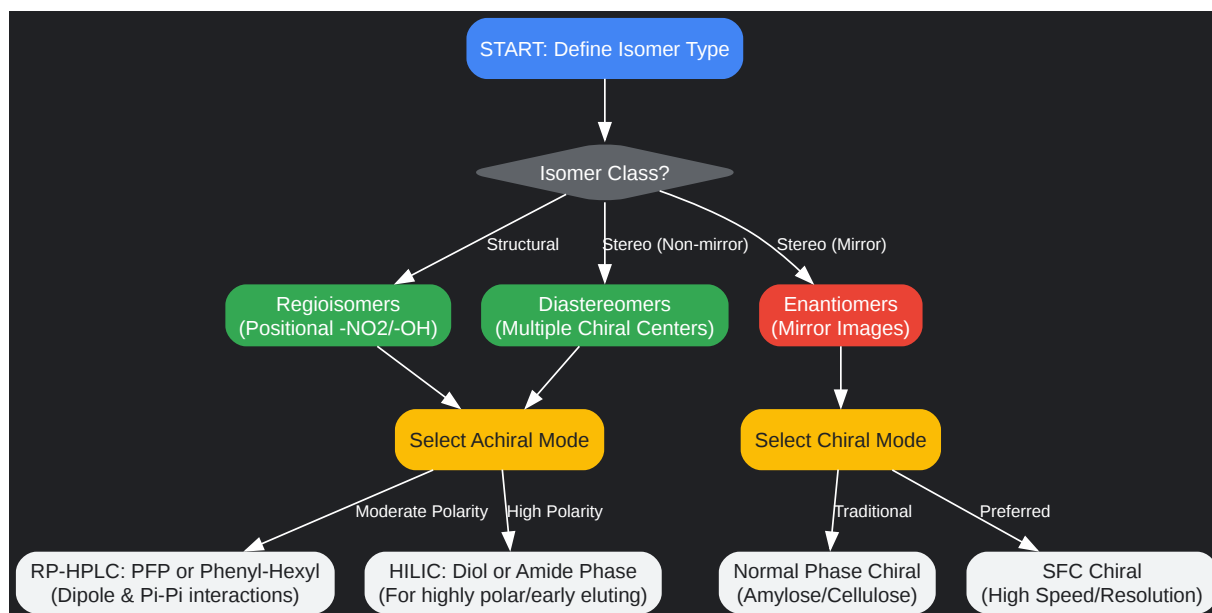 START: Define Isomer Type
Isomer Class?
Structural
Stereo (Non-mirror)
Stereo (Mirror)
Regioisomers
(Positional -NO2/-OH)
Diastereomers
(Multiple Chiral Centers)
Enantiomers
(Mirror Images)
Select Achiral Mode
Select Chiral Mode
Moderate Polarity
High Polarity
Traditional
Preferred
RP-HPLC: PFP or Phenyl-Hexyl
(Dipole & Pi-Pi interactions)
HILIC: Diol or Amide Phase
(For highly polar/early eluting)
Normal Phase Chiral
(Amylose/Cellulose)
SFC Chiral
(High Speed/Resolution)